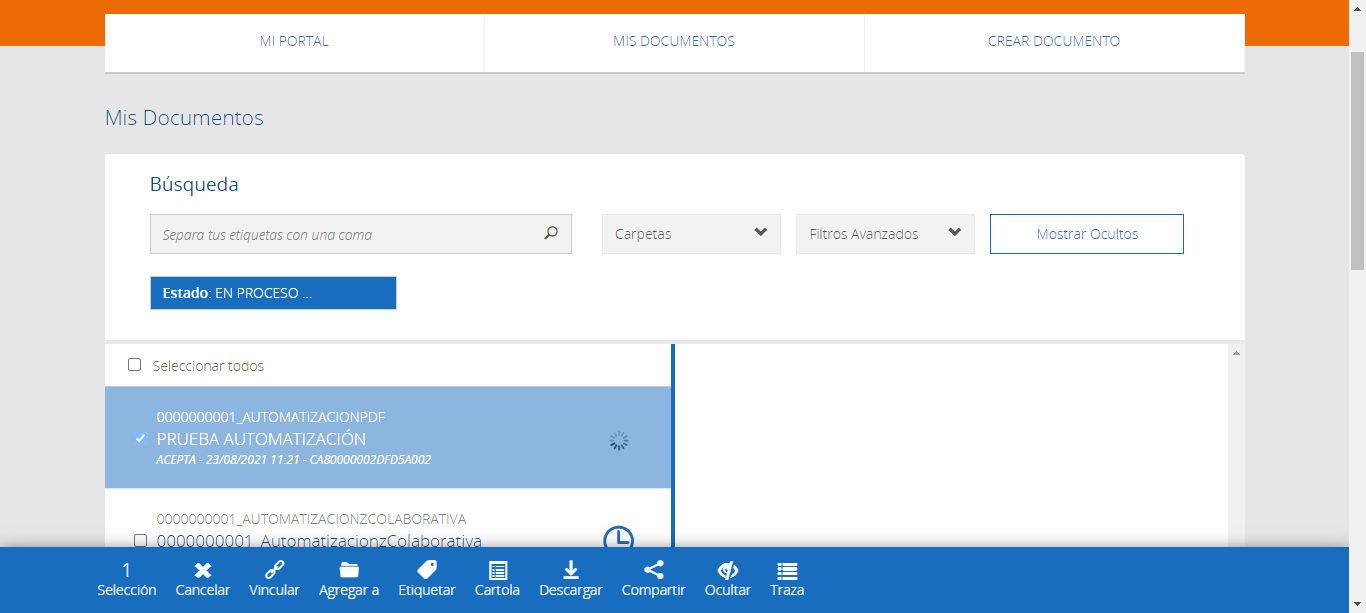 MI PORTAL
MIS DOCUMENTOS
CREAR DOCUMENTO
Mis Documentos
Búsqueda
Separa tus etiquetas con una coma
Carpetas
Filtros Avanzados
Mostrar Ocultos
Estado: EN PROCESO ...
Seleccionar todos
0000000001_AUTOMATIZACIONPDF
PRUEBA AUTOMATIZACIÓN
ACEPTA - 23/08/2021 11:21 - CA80000002DFD5A002
0000000001_AUTOMATIZACIONZCOLABORATIVA
0000000001_AutomatizacionzColaborativa
1
Selección
Cancelar
Vincular
Agregar a
Etiquetar
Cartola
Descargar
Compartir
Ocultar
Traza